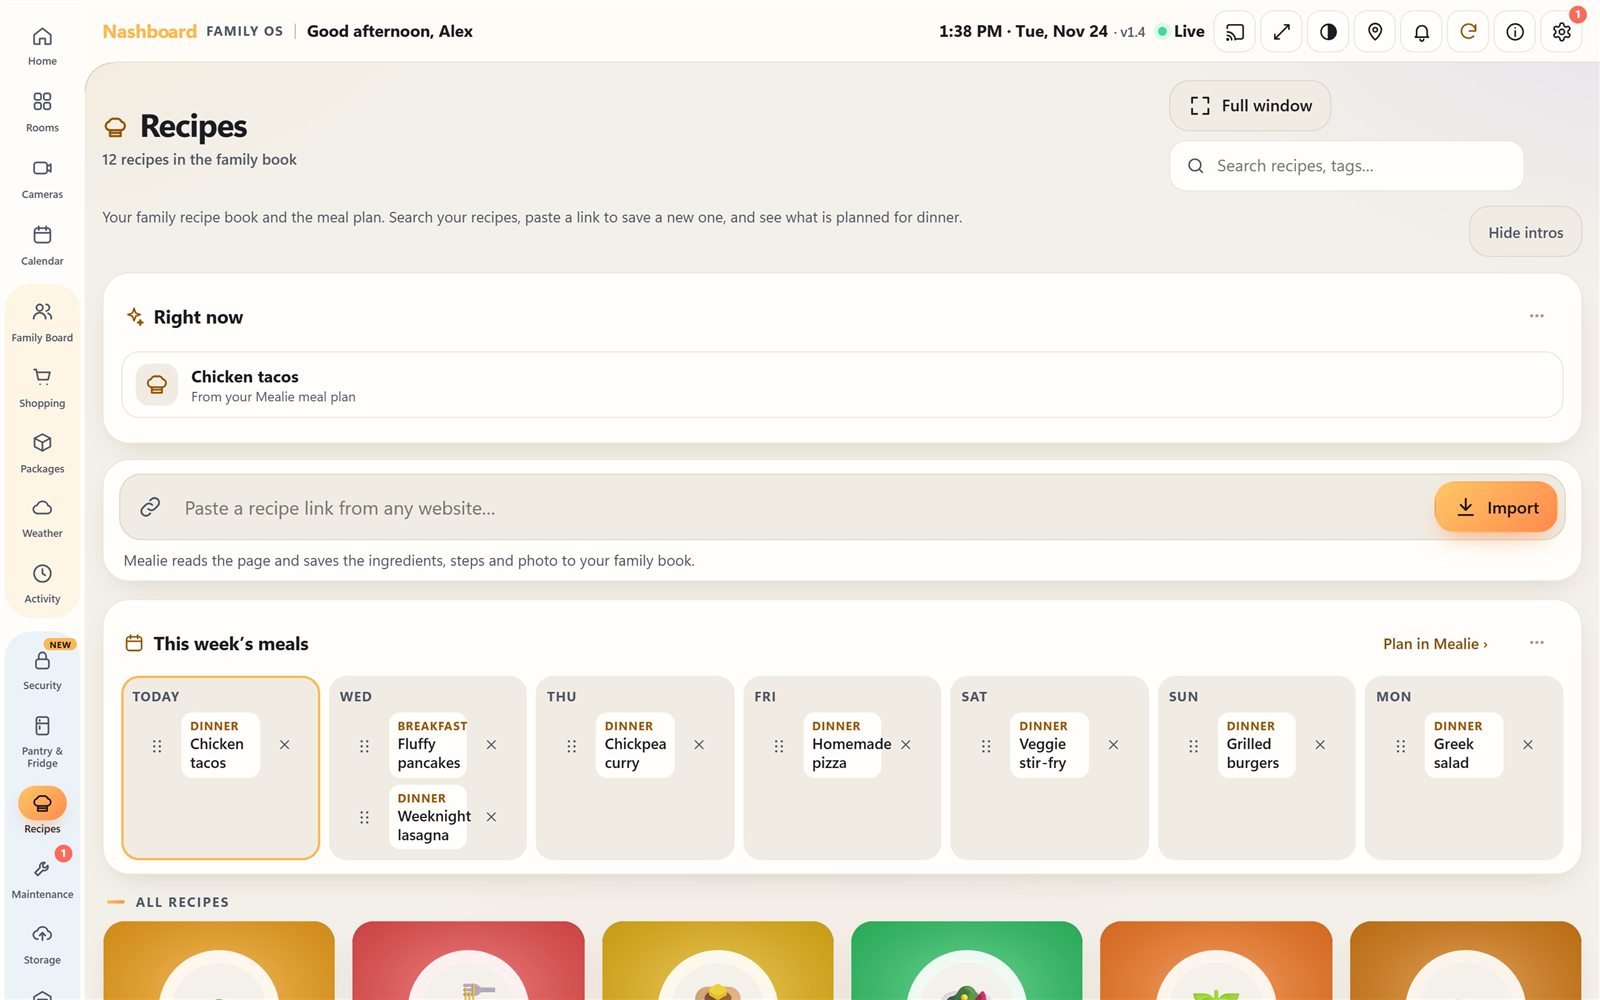 Nashboard FAMILY OS Good afternoon, Alex
1:38 PM · Tue, Nov 24 · v1.4 Live
1
Home
Rooms
Cameras
Calendar
Family Board
Shopping
Packages
Weather
Activity
NEW
Security
Pantry &
Fridge
Recipes
1
Maintenance
Storage
Recipes
12 recipes in the family book
Full window
Search recipes, tags...
Your family recipe book and the meal plan. Search your recipes, paste a link to save a new one, and see what is planned for dinner.
Hide intros
Right now
Chicken tacos
From your Mealie meal plan
Paste a recipe link from any website...
Import
Mealie reads the page and saves the ingredients, steps and photo to your family book.
This week’s meals
Plan in Mealie ›
TODAY
DINNER
Chicken
tacos
WED
BREAKFAST
Fluffy
pancakes
DINNER
Weeknight
lasagna
THU
DINNER
Chickpea
curry
FRI
DINNER
Homemade
pizza
SAT
DINNER
Veggie
stir-fry
SUN
DINNER
Grilled
burgers
MON
DINNER
Greek
salad
ALL RECIPES